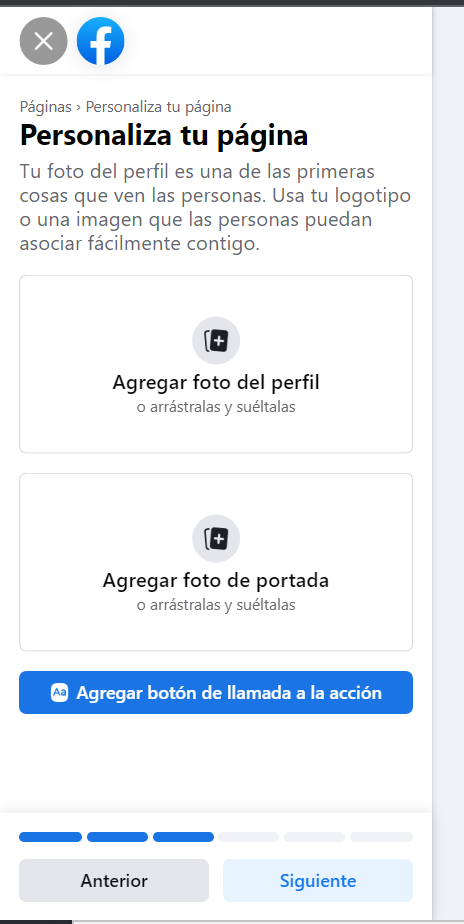 Páginas › Personaliza tu página
Personaliza tu página
Tu foto del perfil es una de las primeras
cosas que ven las personas. Usa tu logotipo
o una imagen que las personas puedan
asociar fácilmente contigo.
Agregar foto del perfil
o arrástralas y suéltalas
Agregar foto de portada
o arrástralas y suéltalas
Aa Agregar botón de llamada a la acción
Anterior
Siguiente